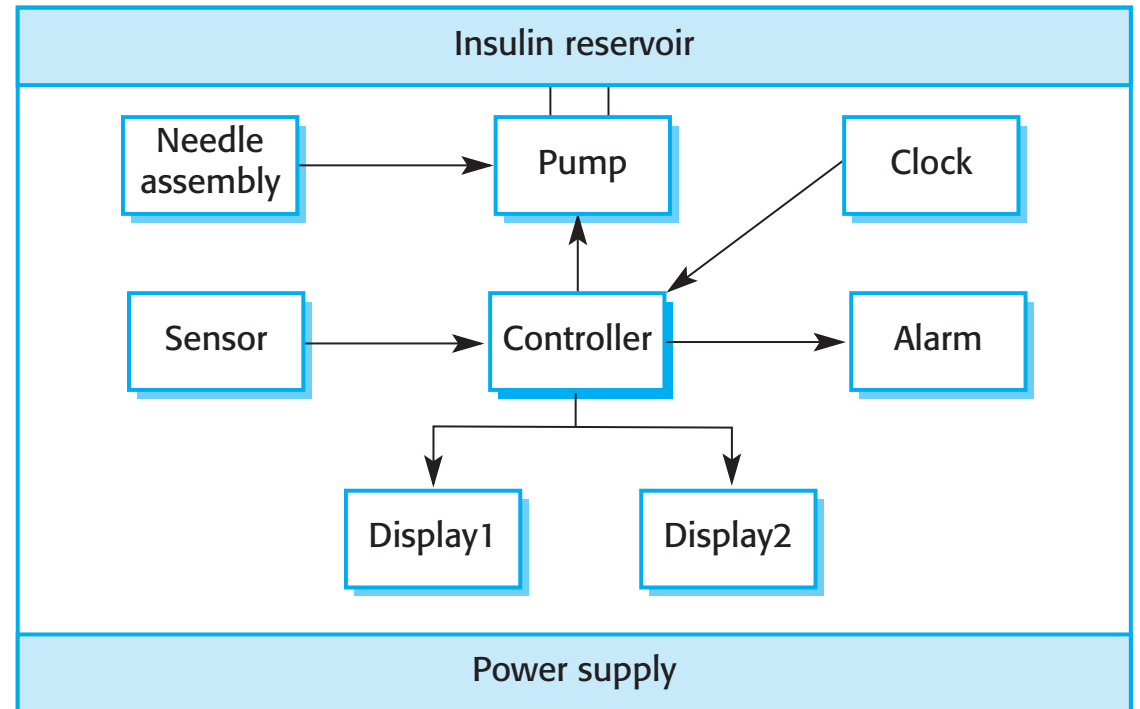 Insulin reservoir
Needle
assembly
Pump
Clock
Sensor
Controller
Alarm
Display1
Display2
Power supply